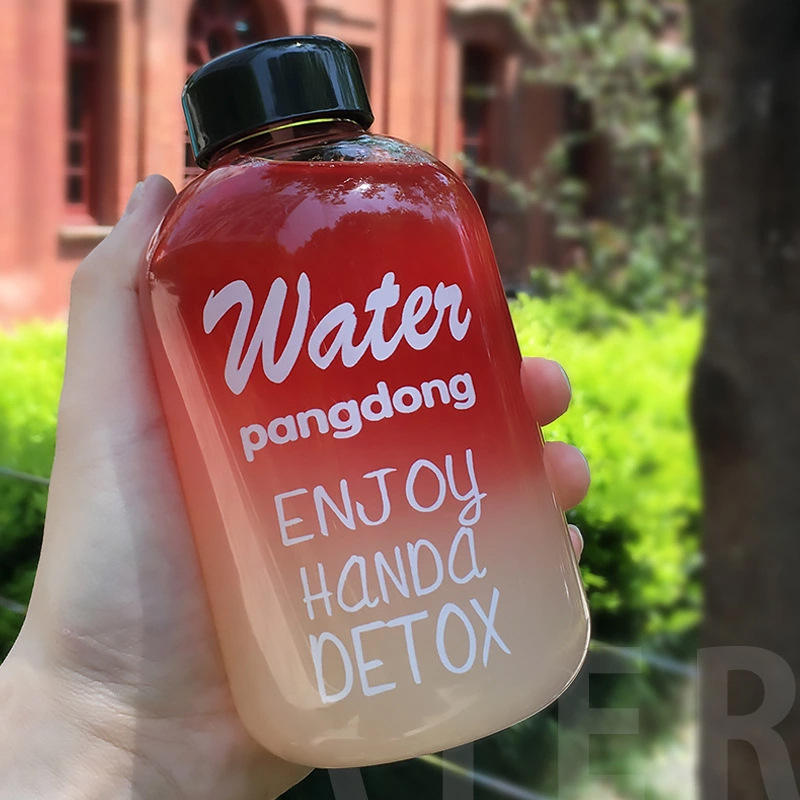 Water
pangdong
ENJOY
HANDA
DETOX